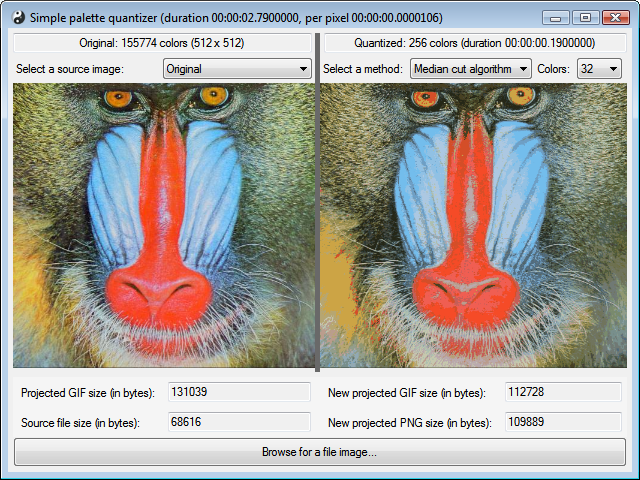 Simple palette quantizer (duration 00:00:02.7900000, per pixel 00:00:00.0000106)
Original: 155774 colors (512 x 512)
Quantized: 256 colors (duration 00:00:00.1900000)
Select a source image: Original
Select a method: Median cut algorithm Colors: 32
Projected GIF size (in bytes): 131039
New projected GIF size (in bytes): 112728
Source file size (in bytes): 68616
New projected PNG size (in bytes): 109889
Browse for a file image...